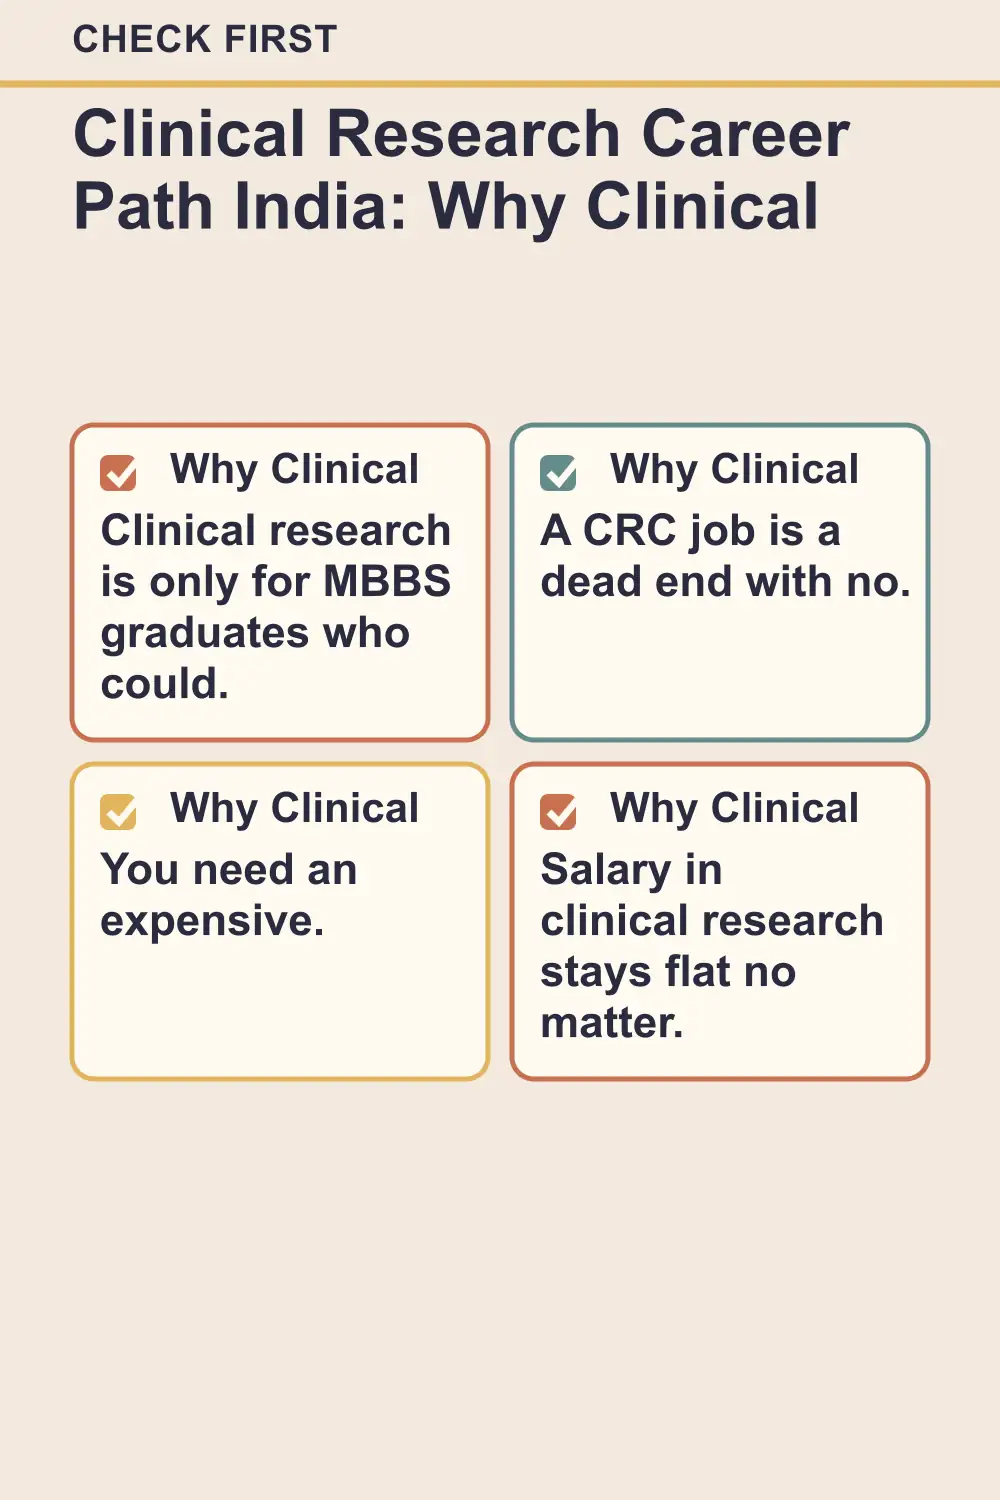 CHECK FIRST
Clinical Research Career
Path India: Why Clinical
Why Clinical
Clinical research
is only for MBBS
graduates who
could.
Why Clinical
A CRC job is a
dead end with no.
Why Clinical
You need an
expensive.
Why Clinical
Salary in
clinical research
stays flat no
matter.